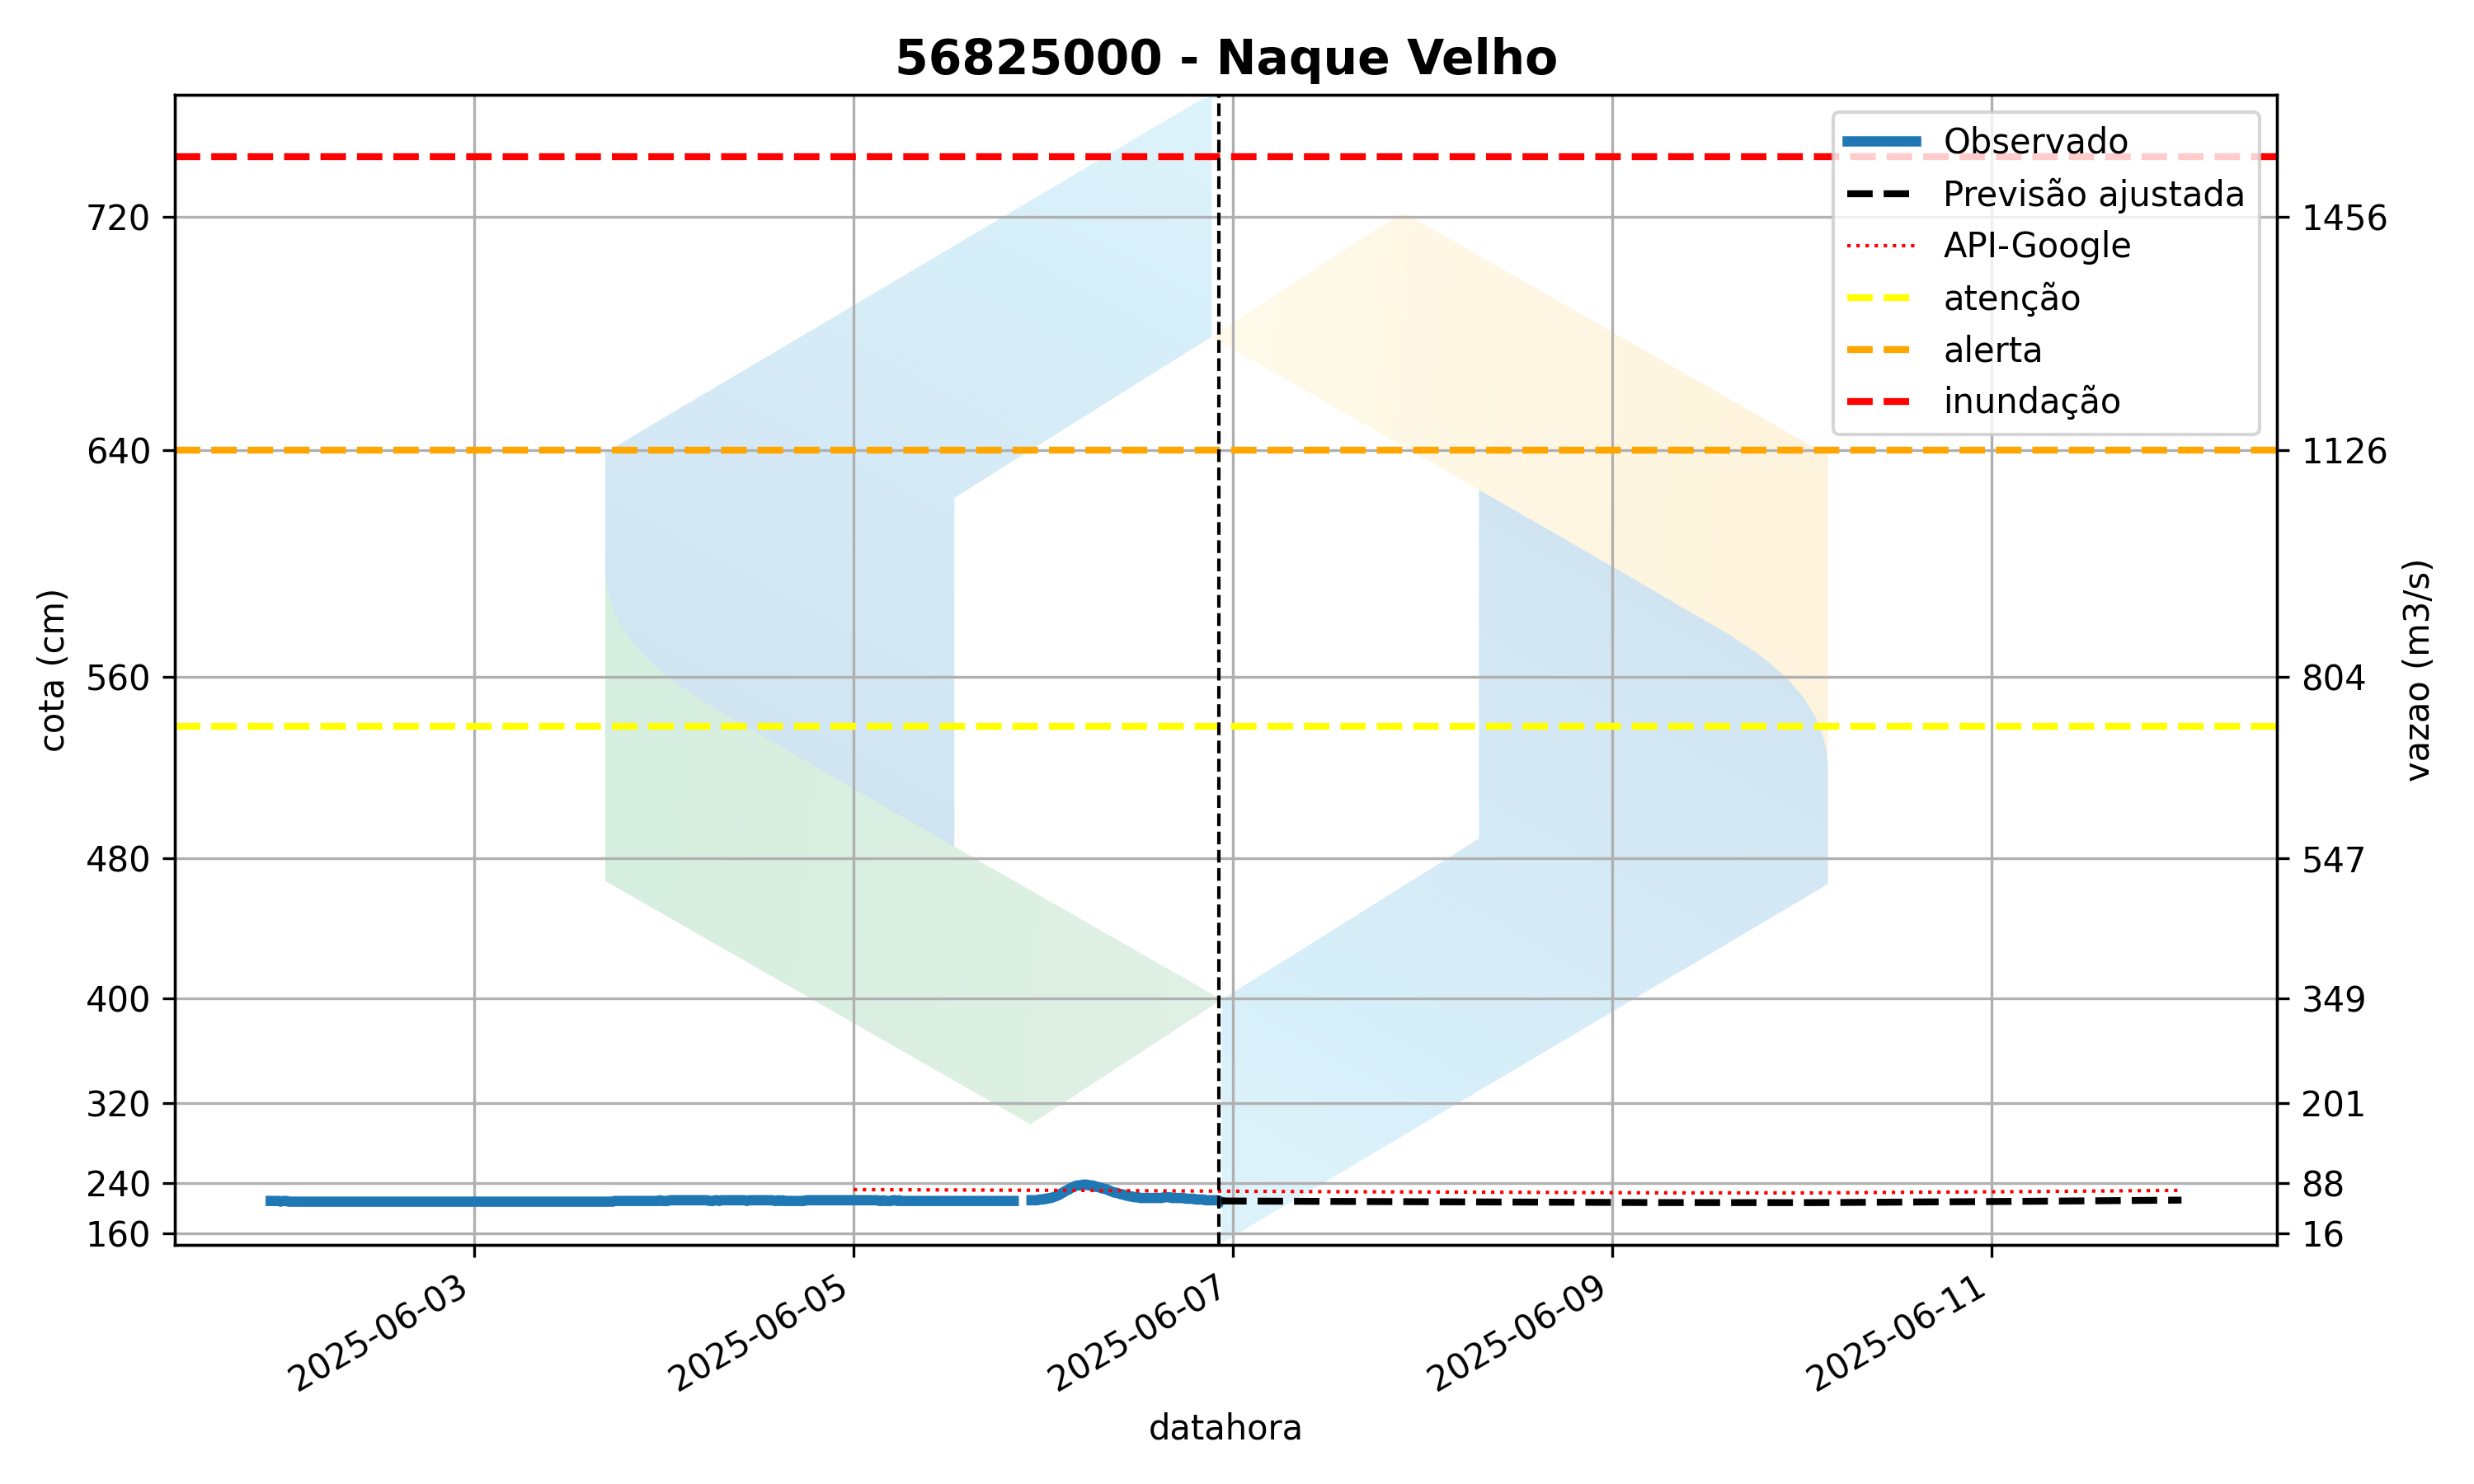 56825000 - Naque Velho
Observado
Previsão ajustada
API-Google
atenção
alerta
inundação
720
640
560
480
400
320
240
160
cota (cm)
1456
1126
804
547
349
201
88
16
vazao (m3/s)
2025-06-03
2025-06-05
2025-06-07
2025-06-09
2025-06-11
datahora